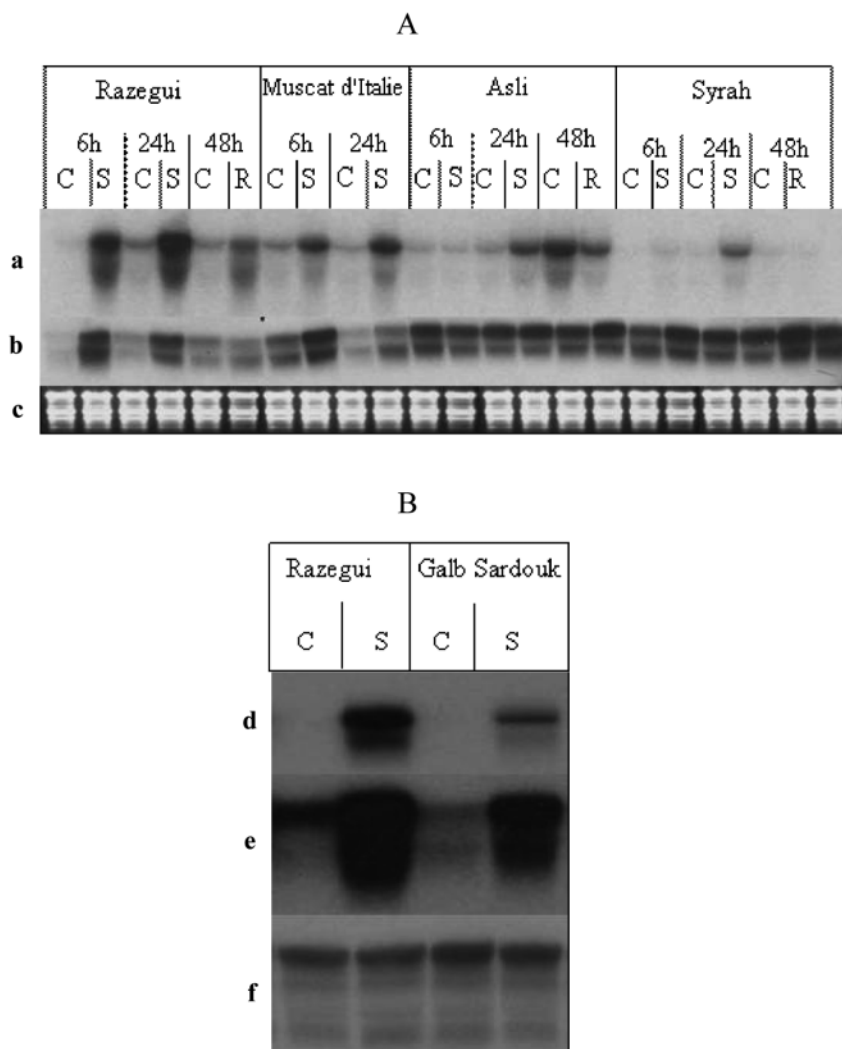 A
Razegui Muscat d'Italie Asli Syrah
6h 24h 48h 6h 24h 6h 24h 48h 6h 24h 48h
C S C S C R C S C S C S C S C R C S C S C R
a
b
c
B
Razegui Galb Sardouk
C S C S
d
e
f